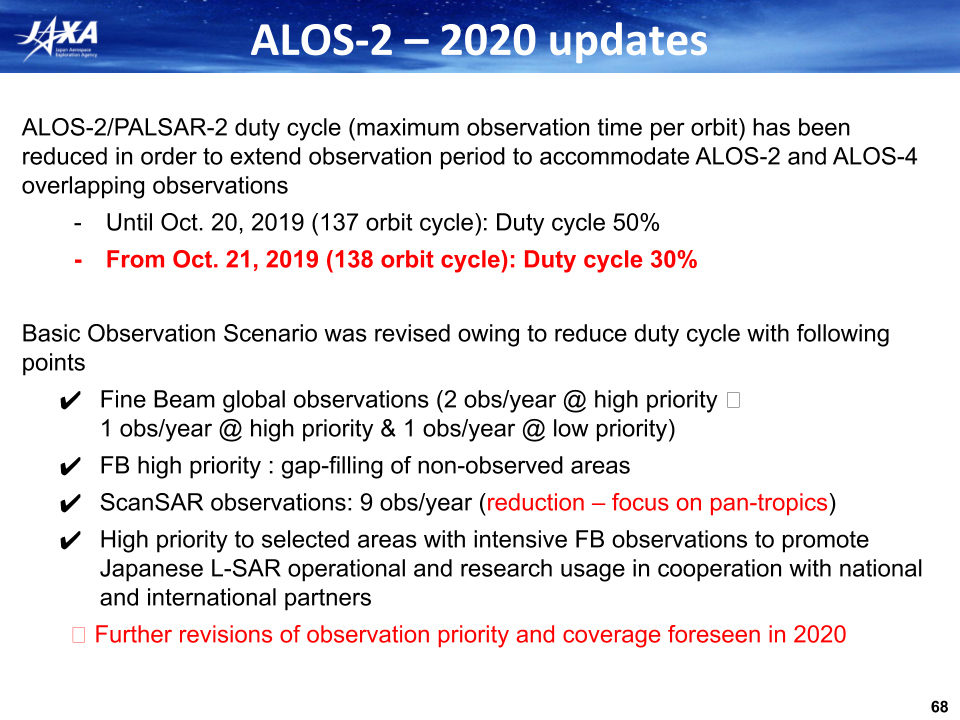 JAXA
Japan Aerospace
Exploration Agency
ALOS-2 – 2020 updates
ALOS-2/PALSAR-2 duty cycle (maximum observation time per orbit) has been
reduced in order to extend observation period to accommodate ALOS-2 and ALOS-4
overlapping observations
- Until Oct. 20, 2019 (137 orbit cycle): Duty cycle 50%
- From Oct. 21, 2019 (138 orbit cycle): Duty cycle 30%
Basic Observation Scenario was revised owing to reduce duty cycle with following
points
✔ Fine Beam global observations (2 obs/year @ high priority □
1 obs/year @ high priority & 1 obs/year @ low priority)
✔ FB high priority : gap-filling of non-observed areas
✔ ScanSAR observations: 9 obs/year (reduction – focus on pan-tropics)
✔ High priority to selected areas with intensive FB observations to promote
Japanese L-SAR operational and research usage in cooperation with national
and international partners
□ Further revisions of observation priority and coverage foreseen in 2020
68